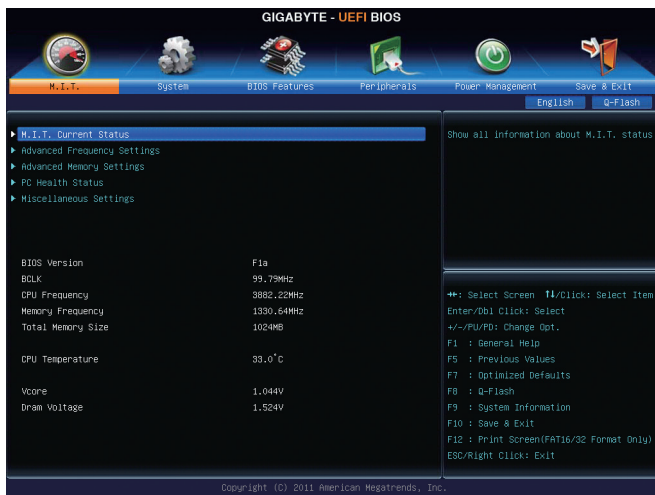 GIGABYTE - UEFI BIOS
M.I.T.
System
BIOS Features
Peripherals
Power Management
Save & Exit
English
Q-Flash
M.I.T. Current Status
Advanced Frequency Settings
Advanced Memory Settings
PC Health Status
Miscellaneous Settings
BIOS Version F1a
BCLK 99.79MHz
CPU Frequency 3882.22MHz
Memory Frequency 1330.64MHz
Total Memory Size 1024MB
CPU Temperature 33.0°C
Vcore 1.044V
Dram Voltage 1.524V
Show all information about M.I.T. status
→←: Select Screen ↑↓/Click: Select Item
Enter/Dbl Click: Select
+/-/PU/PD: Change Opt.
F1 : General Help
F5 : Previous Values
F7 : Optimized Defaults
F8 : Q-Flash
F9 : System Information
F10 : Save & Exit
F12 : Print Screen(FAT16/32 Format Only)
ESC/Right Click: Exit
Copyright (C) 2011 American Megatrends, Inc.